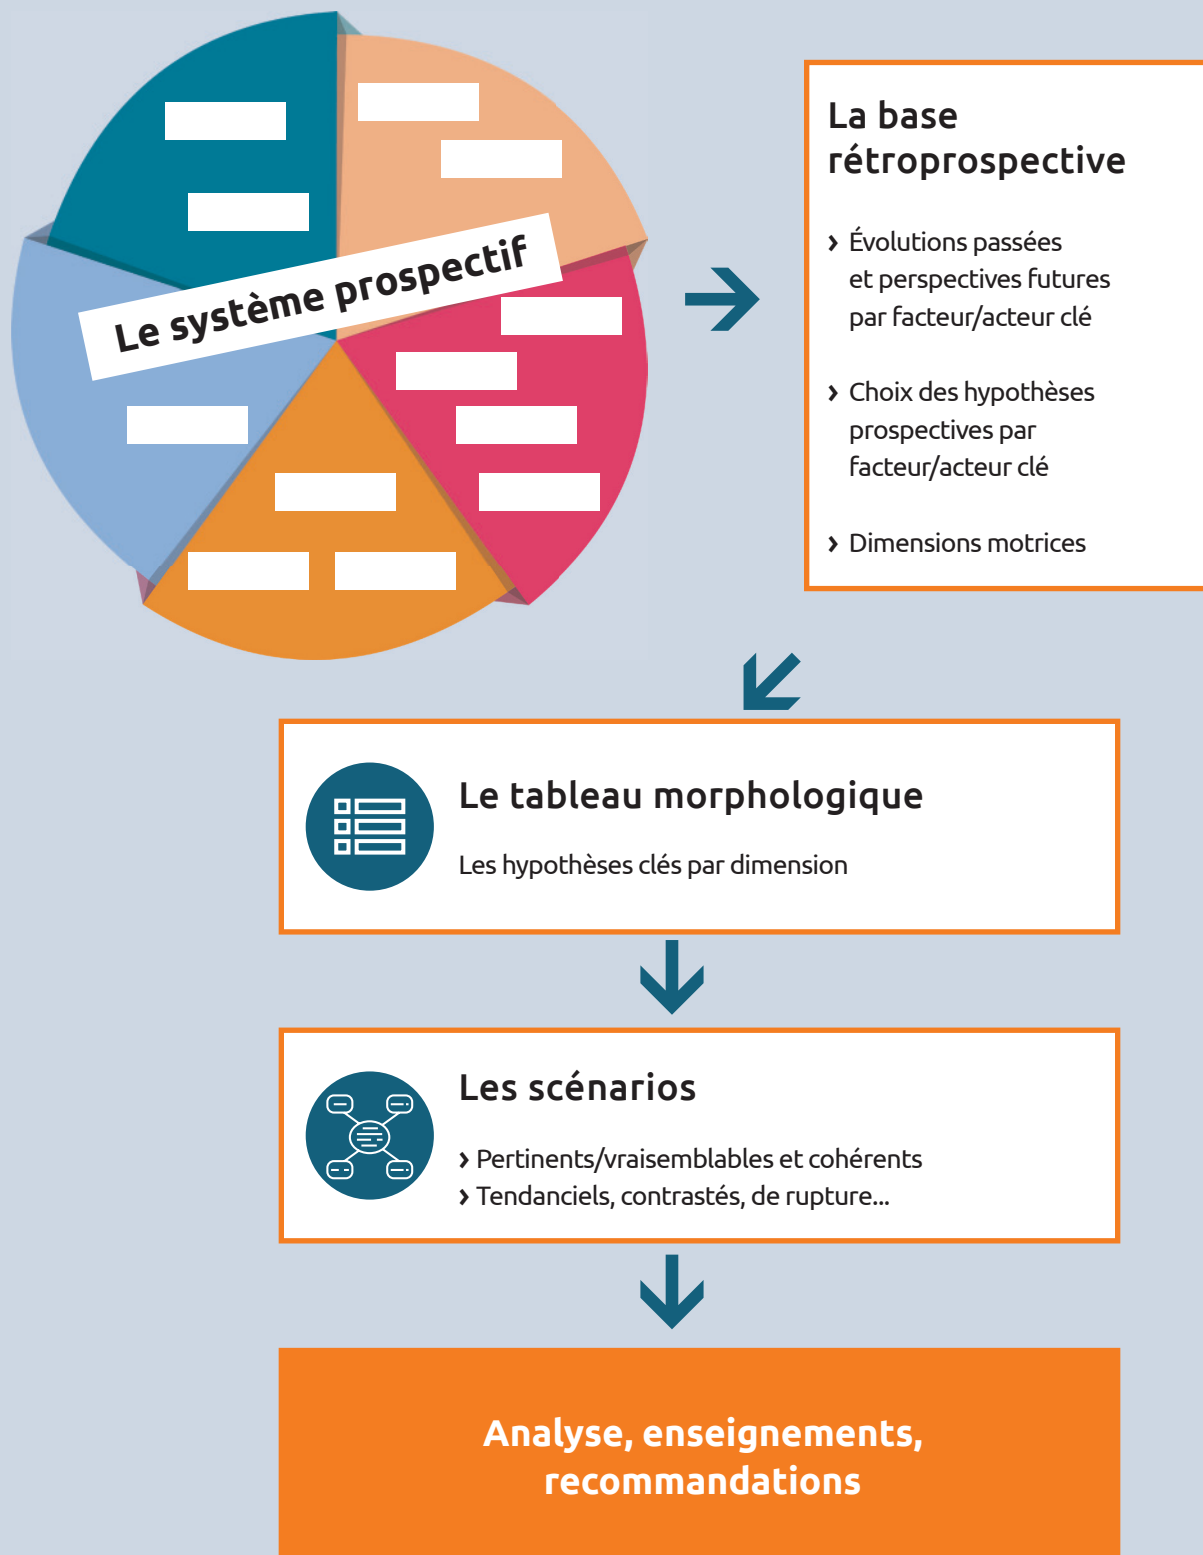 Le système prospectif
La base
rétroprospective
› Évolutions passées
et perspectives futures
par facteur/acteur clé
› Choix des hypothèses
prospectives par
facteur/acteur clé
› Dimensions motrices
Le tableau morphologique
Les hypothèses clés par dimension
Les scénarios
› Pertinents/vraisemblables et cohérents
› Tendanciels, contrastés, de rupture...
Analyse, enseignements,
recommandations